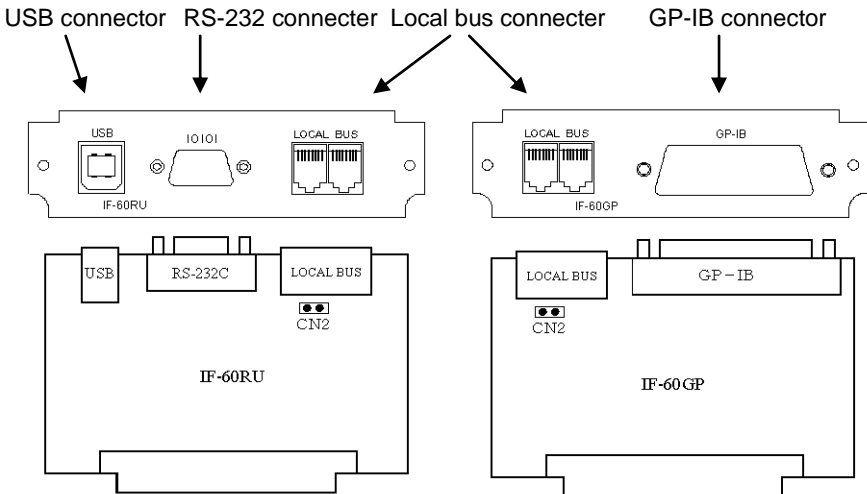 USB connector RS-232 connecter Local bus connecter GP-IB connector
USB IOIOI LOCAL BUS LOCAL BUS GP-IB
IF-60RU IF-60GP
USB RS-232C LOCAL BUS LOCAL BUS GP-IB
CN2 CN2
IF-60RU IF-60GP